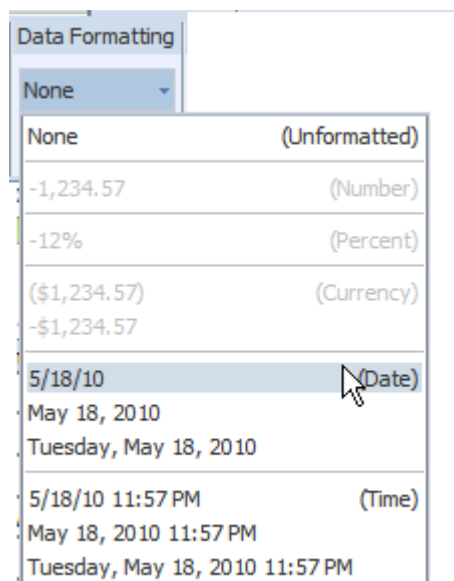 Data Formatting
None
None (Unformatted)
-1,234.57 (Number)
-12% (Percent)
($1,234.57) (Currency)
-$1,234.57
5/18/10 (Date)
May 18, 2010
Tuesday, May 18, 2010
5/18/10 11:57 PM (Time)
May 18, 2010 11:57 PM
Tuesday, May 18, 2010 11:57 PM